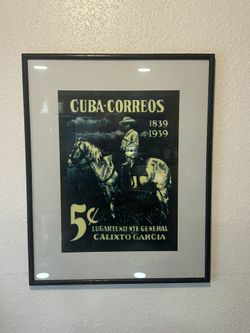 CUBA·CORREOS
1839
1939
5¢
LUGARTENIENTE GENERAL
CALIXTO GARCIA